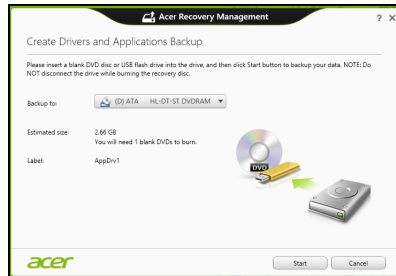 Acer Recovery Management
? X
Create Drivers and Applications Backup
Please insert a blank DVD disc or USB flash drive into the drive, and then click Start button to backup your data. NOTE: Do
NOT disconnect the drive while burning the recovery disc.
Backup to:
(D) ATA HL-DT-ST DVDRAM
Estimated size:
2.66 GB
You will need 1 blank DVDs to burn.
Label:
AppDrv1
DVD
acer
Start
Cancel